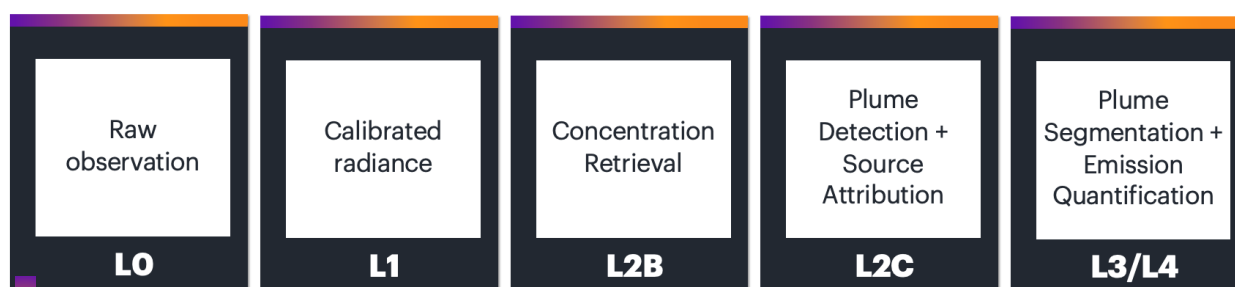 Raw
observation
L0
Calibrated
radiance
L1
Concentration
Retrieval
L2B
Plume
Detection +
Source
Attribution
L2C
Plume
Segmentation +
Emission
Quantification
L3/L4